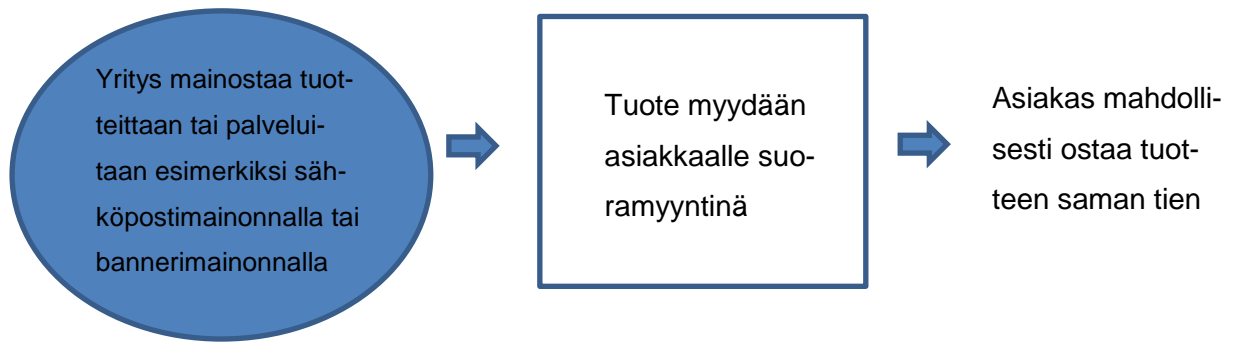 Yritys mainostaa tuot-
teittaan tai palvelui-
taan esimerkiksi säh-
köpostimainonnalla tai
bannerimainonnalla
Tuote myydään
asiakkaalle suo-
ramyyntinä
Asiakas mahdolli-
sesti ostaa tuot-
teen saman tien